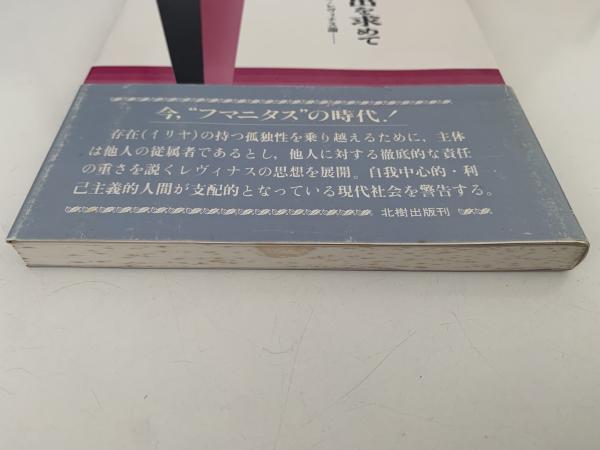 出を求めて
今，“フマニタス”の時代！
存在(イリヤ)の持つ孤独性を乗り越えるために，主体
は他人の従属者であるとし，他人に対する徹底的な責任
の重さを説くレヴィナスの思想を展開。自我中心的・利
己主義的人間が支配的となっている現代社会を警告する。
北樹出版刊